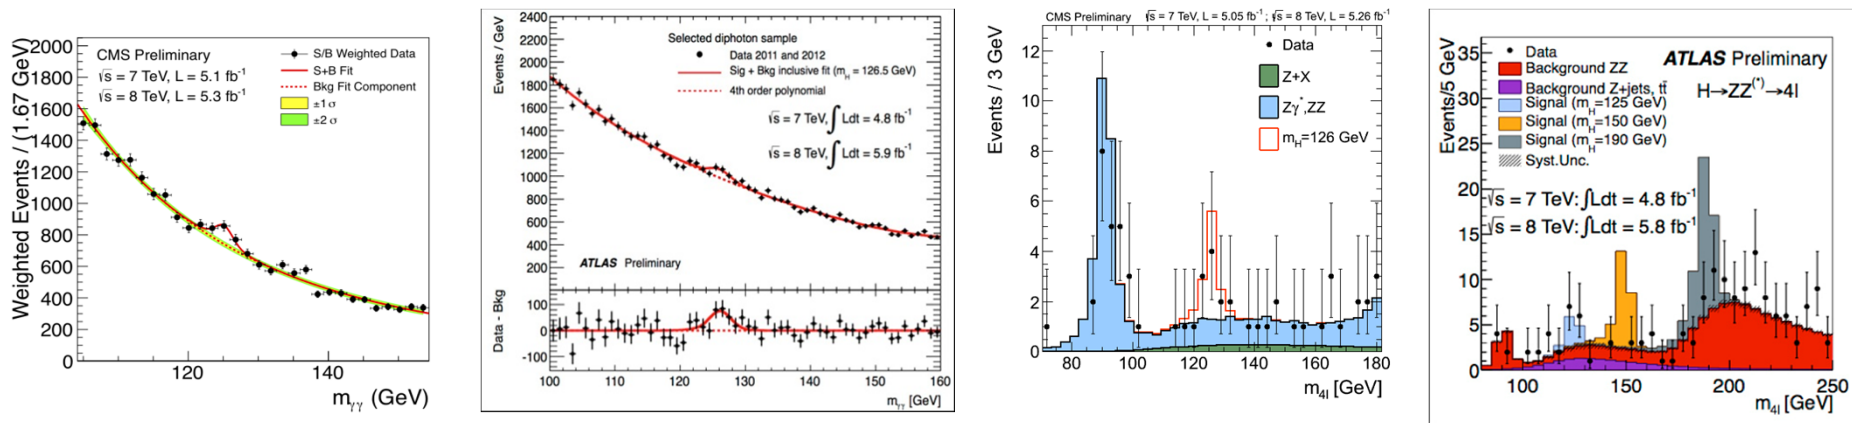 Weighted Events / (1.67 GeV)
2000
1800
1600
1400
1200
1000
800
600
400
200
0
CMS Preliminary
√s = 7 TeV, L = 5.1 fb⁻¹
√s = 8 TeV, L = 5.3 fb⁻¹
S/B Weighted Data
S+B Fit
Bkg Fit Component
±1 σ
±2 σ
120
140
m_γγ (GeV)
Events / GeV
2400
2200
2000
1800
1600
1400
1200
1000
800
600
400
200
Selected diphoton sample
Data 2011 and 2012
Sig + Bkg inclusive fit (m_H = 126.5 GeV)
4th order polynomial
√s = 7 TeV, ∫ Ldt = 4.8 fb⁻¹
√s = 8 TeV, ∫ Ldt = 5.9 fb⁻¹
ATLAS Preliminary
Data - Bkg
100
0
-100
100
110
120
130
140
150
160
m_γγ [GeV]
CMS Preliminary √s = 7 TeV, L = 5.05 fb⁻¹ ; √s = 8 TeV, L = 5.26 fb⁻¹
Events / 3 GeV
12
10
8
6
4
2
0
Data
Z+X
Zγ*,ZZ
m_H=126 GeV
80
100
120
140
160
180
m_4l [GeV]
Events/5 GeV
35
30
25
20
15
10
5
0
Data
Background ZZ
Background Z+jets, tt̄
Signal (m_H=125 GeV)
Signal (m_H=150 GeV)
Signal (m_H=190 GeV)
Syst.Unc.
ATLAS Preliminary
H→ZZ(*)→4l
√s = 7 TeV: ∫Ldt = 4.8 fb⁻¹
√s = 8 TeV: ∫Ldt = 5.8 fb⁻¹
100
150
200
250
m_4l [GeV]